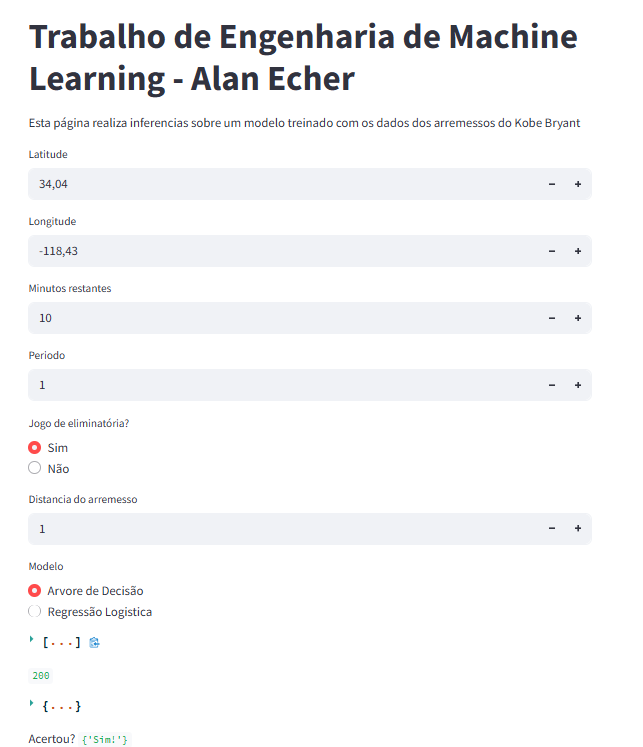 Trabalho de Engenharia de Machine
Learning - Alan Echer
Esta página realiza inferencias sobre um modelo treinado com os dados dos arremessos do Kobe Bryant
Latitude
34,04
Longitude
-118,43
Minutos restantes
10
Periodo
1
Jogo de eliminatória?
Sim
Não
Distancia do arremesso
1
Modelo
Arvore de Decisão
Regressão Logistica
[...]
200
{...}
Acertou? {'Sim!'}